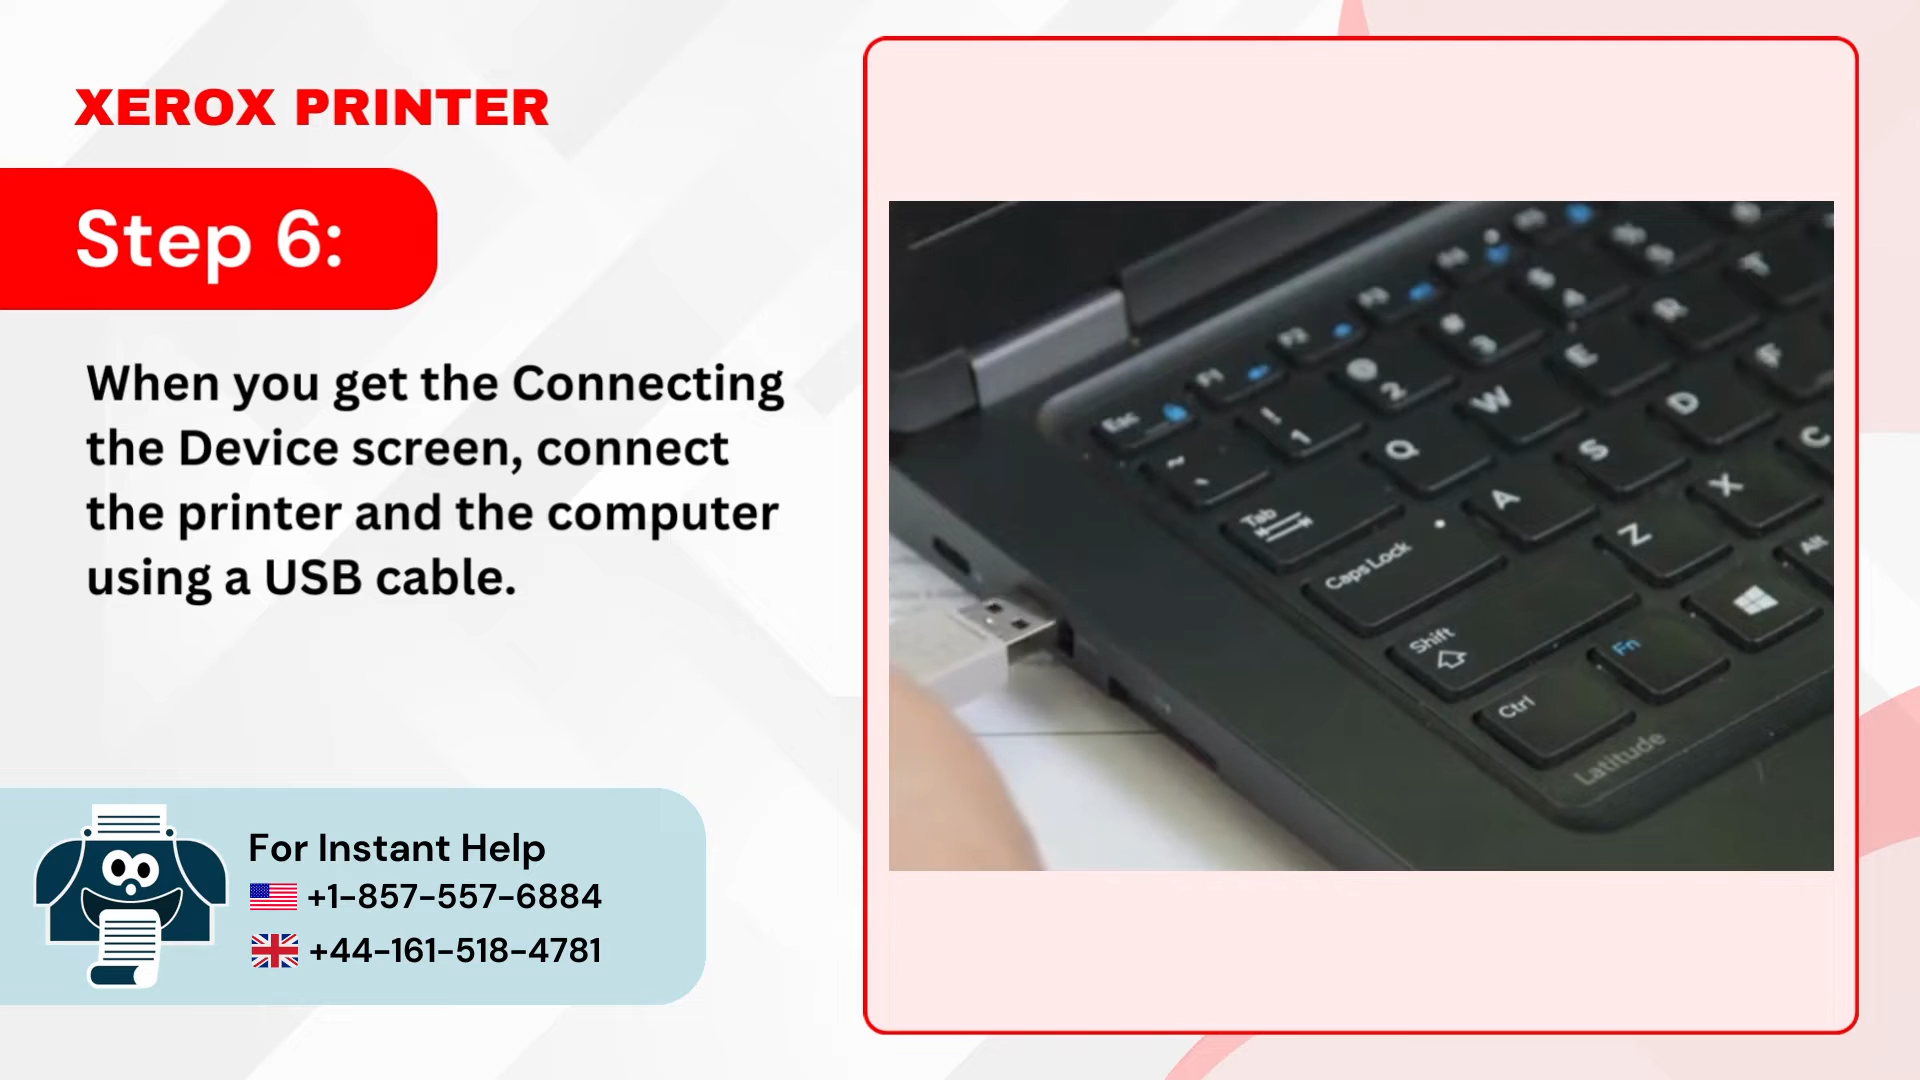 XEROX PRINTER
Step 6:
When you get the Connecting
the Device screen, connect
the printer and the computer
using a USB cable.
For Instant Help
+1-857-557-6884
+44-161-518-4781
Esc
F1
F2
F3
~
`
!
1
2
3
4
Tab
Q
W
E
R
T
Caps Lock
A
S
D
F
Shift
Z
X
C
Ctrl
Fn
Alt
Latitude